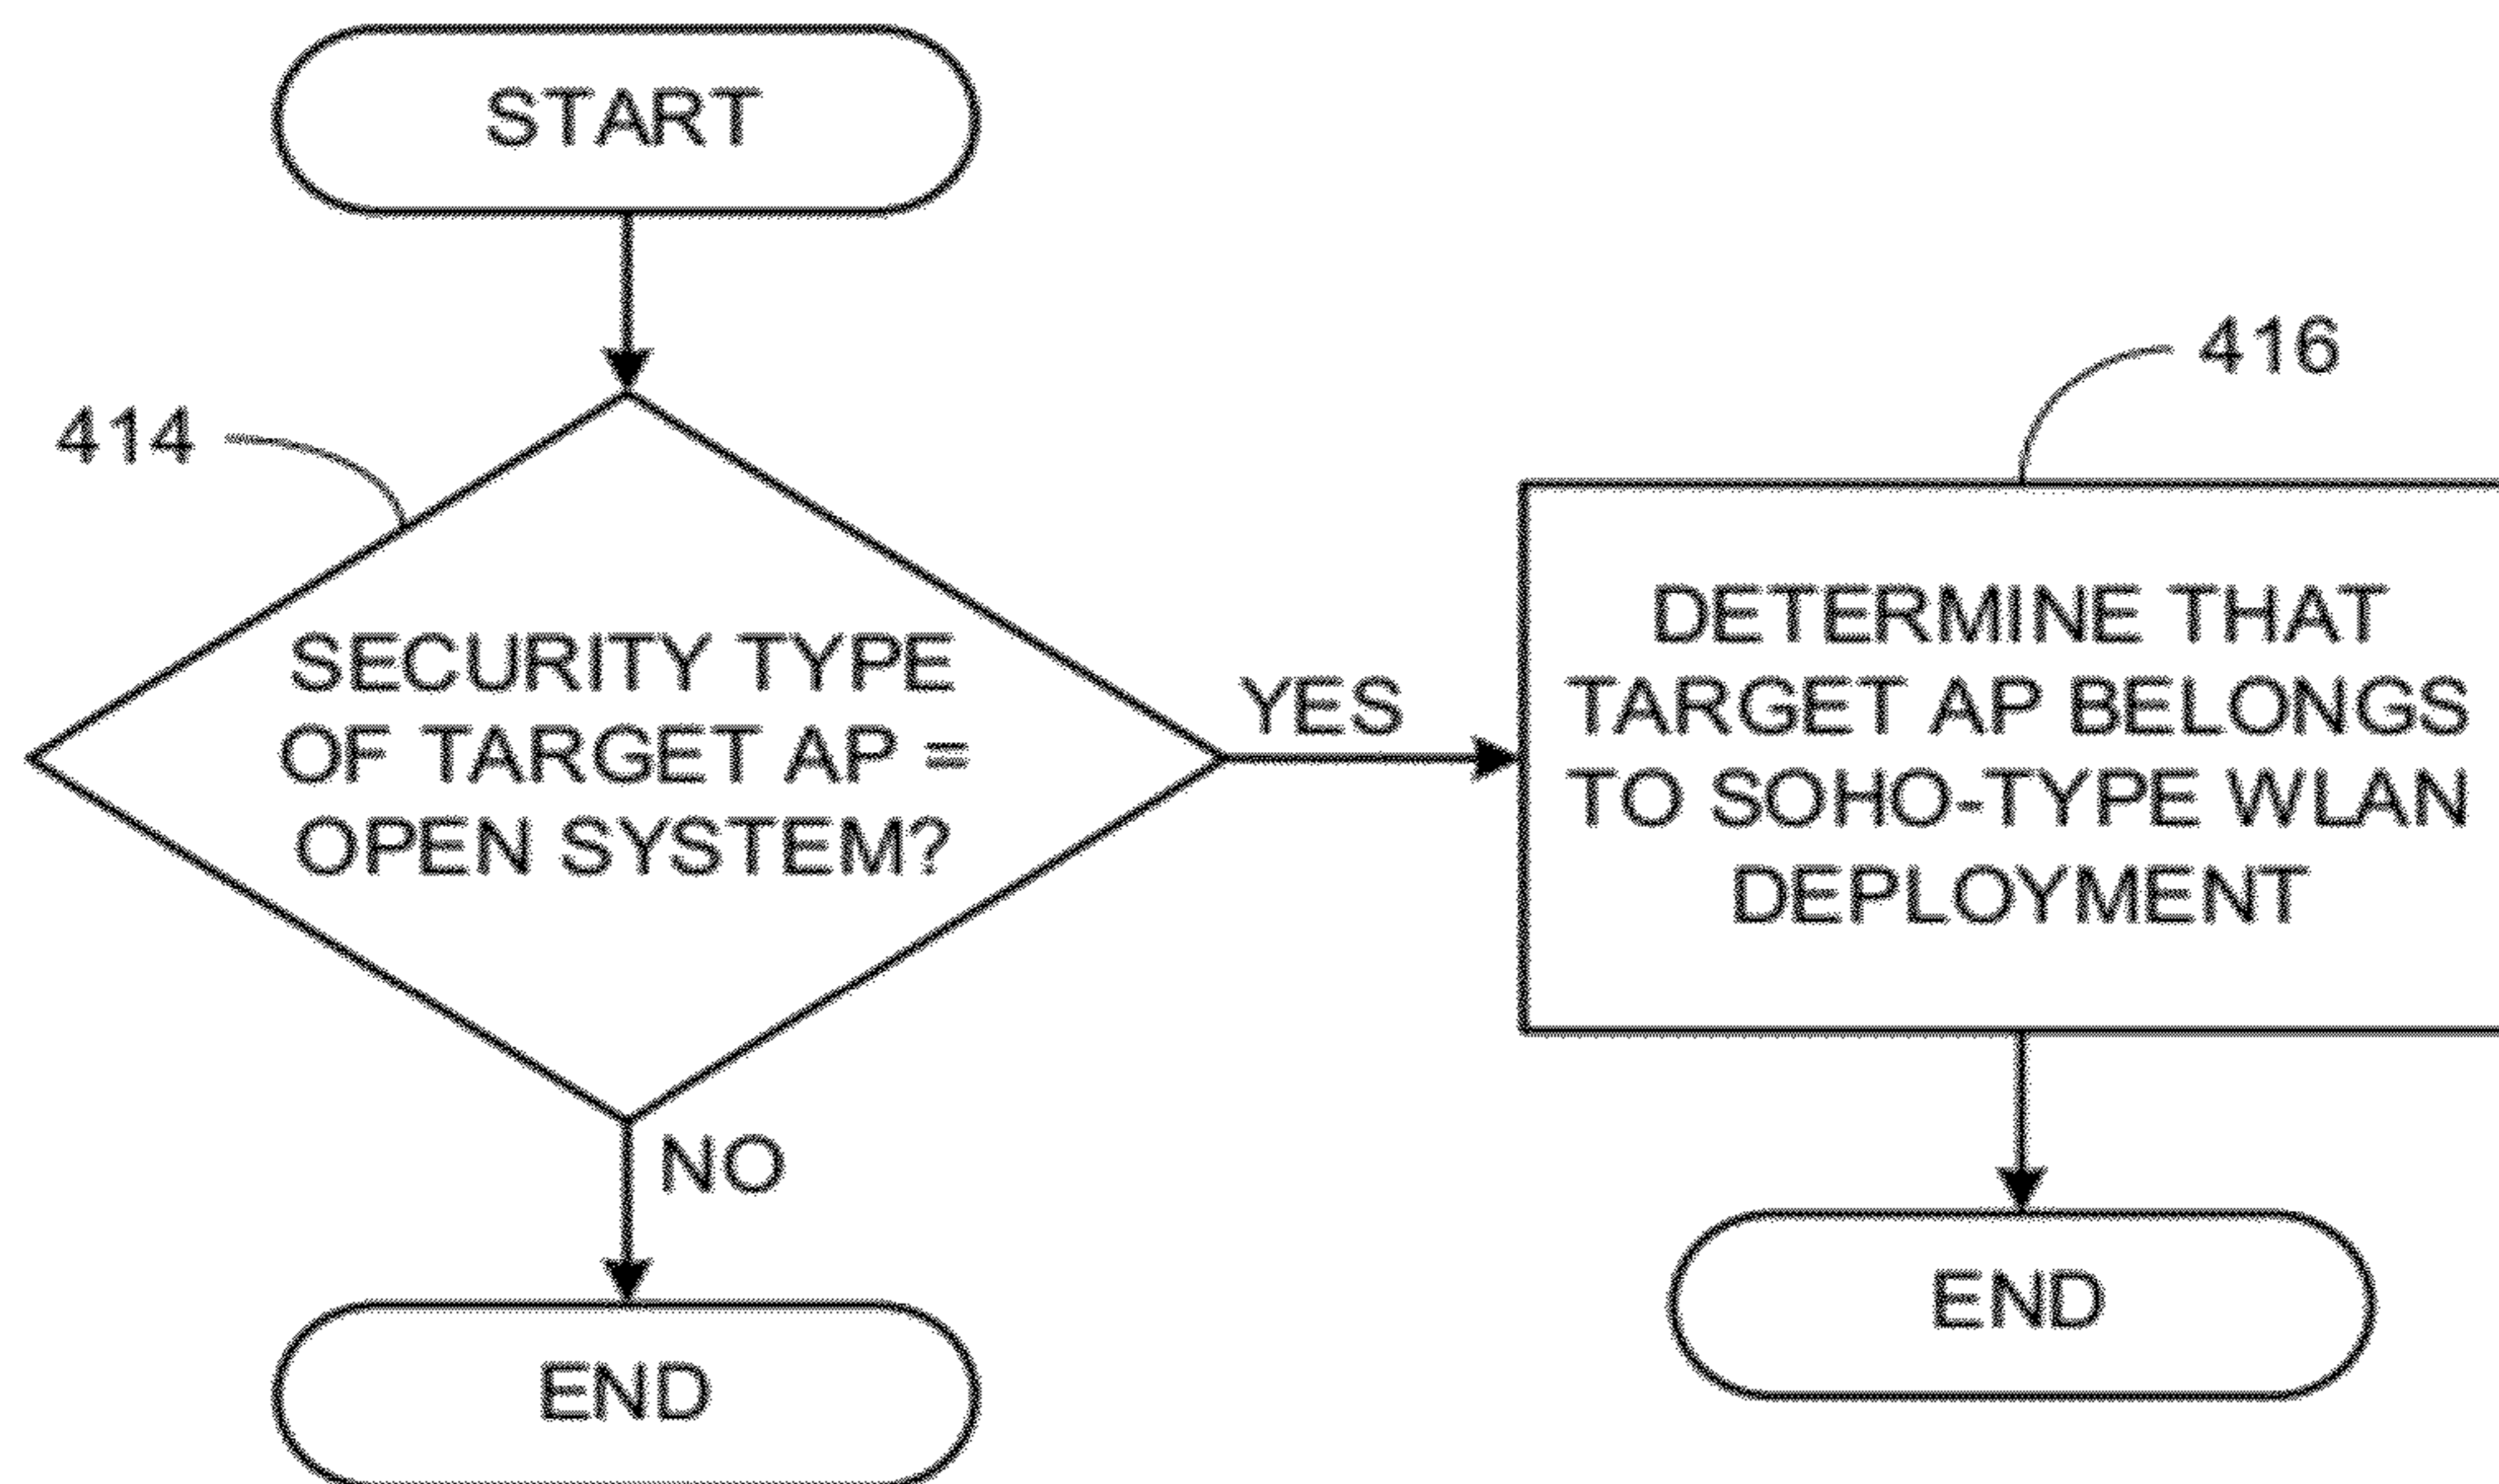 START
414
SECURITY TYPE
OF TARGET AP =
OPEN SYSTEM?
YES
NO
END
416
DETERMINE THAT
TARGET AP BELONGS
TO SOHO-TYPE WLAN
DEPLOYMENT
END